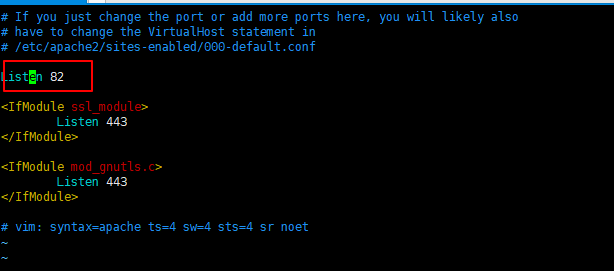 # If you just change the port or add more ports here, you will likely also
# have to change the VirtualHost statement in
# /etc/apache2/sites-enabled/000-default.conf
Listen 82
<IfModule ssl_module>
        Listen 443
</IfModule>
<IfModule mod_gnutls.c>
        Listen 443
</IfModule>
# vim: syntax=apache ts=4 sw=4 sts=4 sr noet
~
~